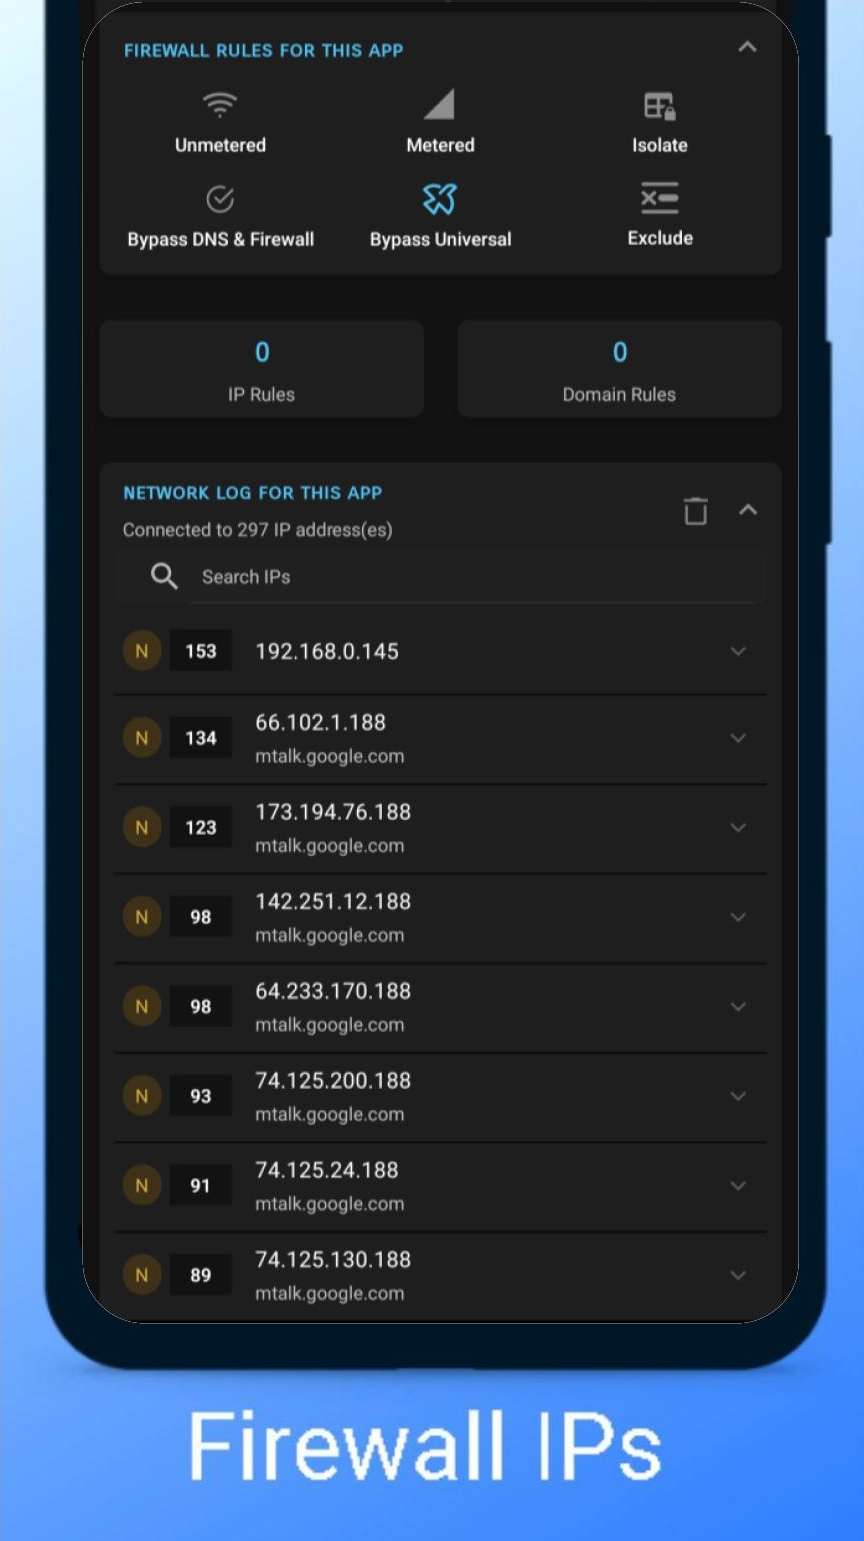 FIREWALL RULES FOR THIS APP
Unmetered Metered Isolate
Bypass DNS & Firewall Bypass Universal Exclude
0 0
IP Rules Domain Rules
NETWORK LOG FOR THIS APP
Connected to 297 IP address(es)
Search IPs
N 153 192.168.0.145
N 134 66.102.1.188
mtalk.google.com
N 123 173.194.76.188
mtalk.google.com
N 98 142.251.12.188
mtalk.google.com
N 98 64.233.170.188
mtalk.google.com
N 93 74.125.200.188
mtalk.google.com
N 91 74.125.24.188
mtalk.google.com
N 89 74.125.130.188
mtalk.google.com
Firewall IPs